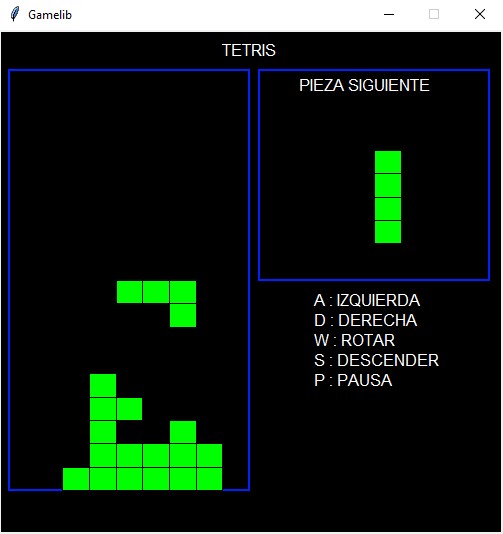 Gamelib
TETRIS
PIEZA SIGUIENTE
A : IZQUIERDA
D : DERECHA
W : ROTAR
S : DESCENDER
P : PAUSA